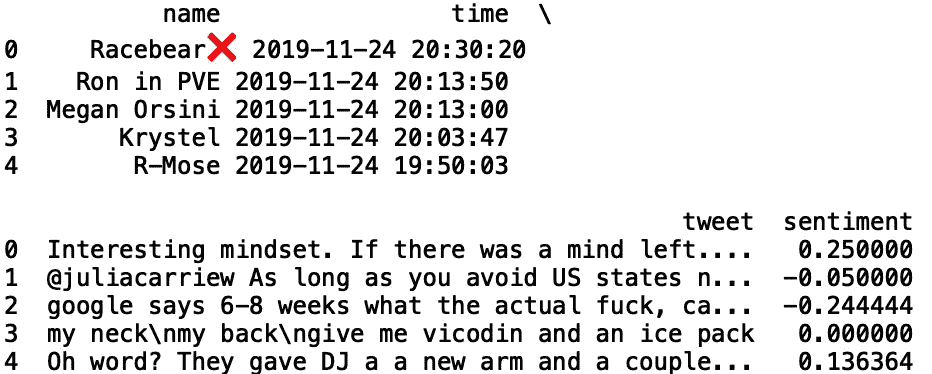 name time \
0 Racebear❌ 2019-11-24 20:30:20
1 Ron in PVE 2019-11-24 20:13:50
2 Megan Orsini 2019-11-24 20:13:00
3 Krystel 2019-11-24 20:03:47
4 R-Mose 2019-11-24 19:50:03
tweet sentiment
0 Interesting mindset. If there was a mind left.... 0.250000
1 @juliacarriew As long as you avoid US states n... -0.050000
2 google says 6-8 weeks what the actual fuck, ca... -0.244444
3 my neck\nmy back\ngive me vicodin and an ice pack 0.000000
4 Oh word? They gave DJ a a new arm and a couple... 0.136364